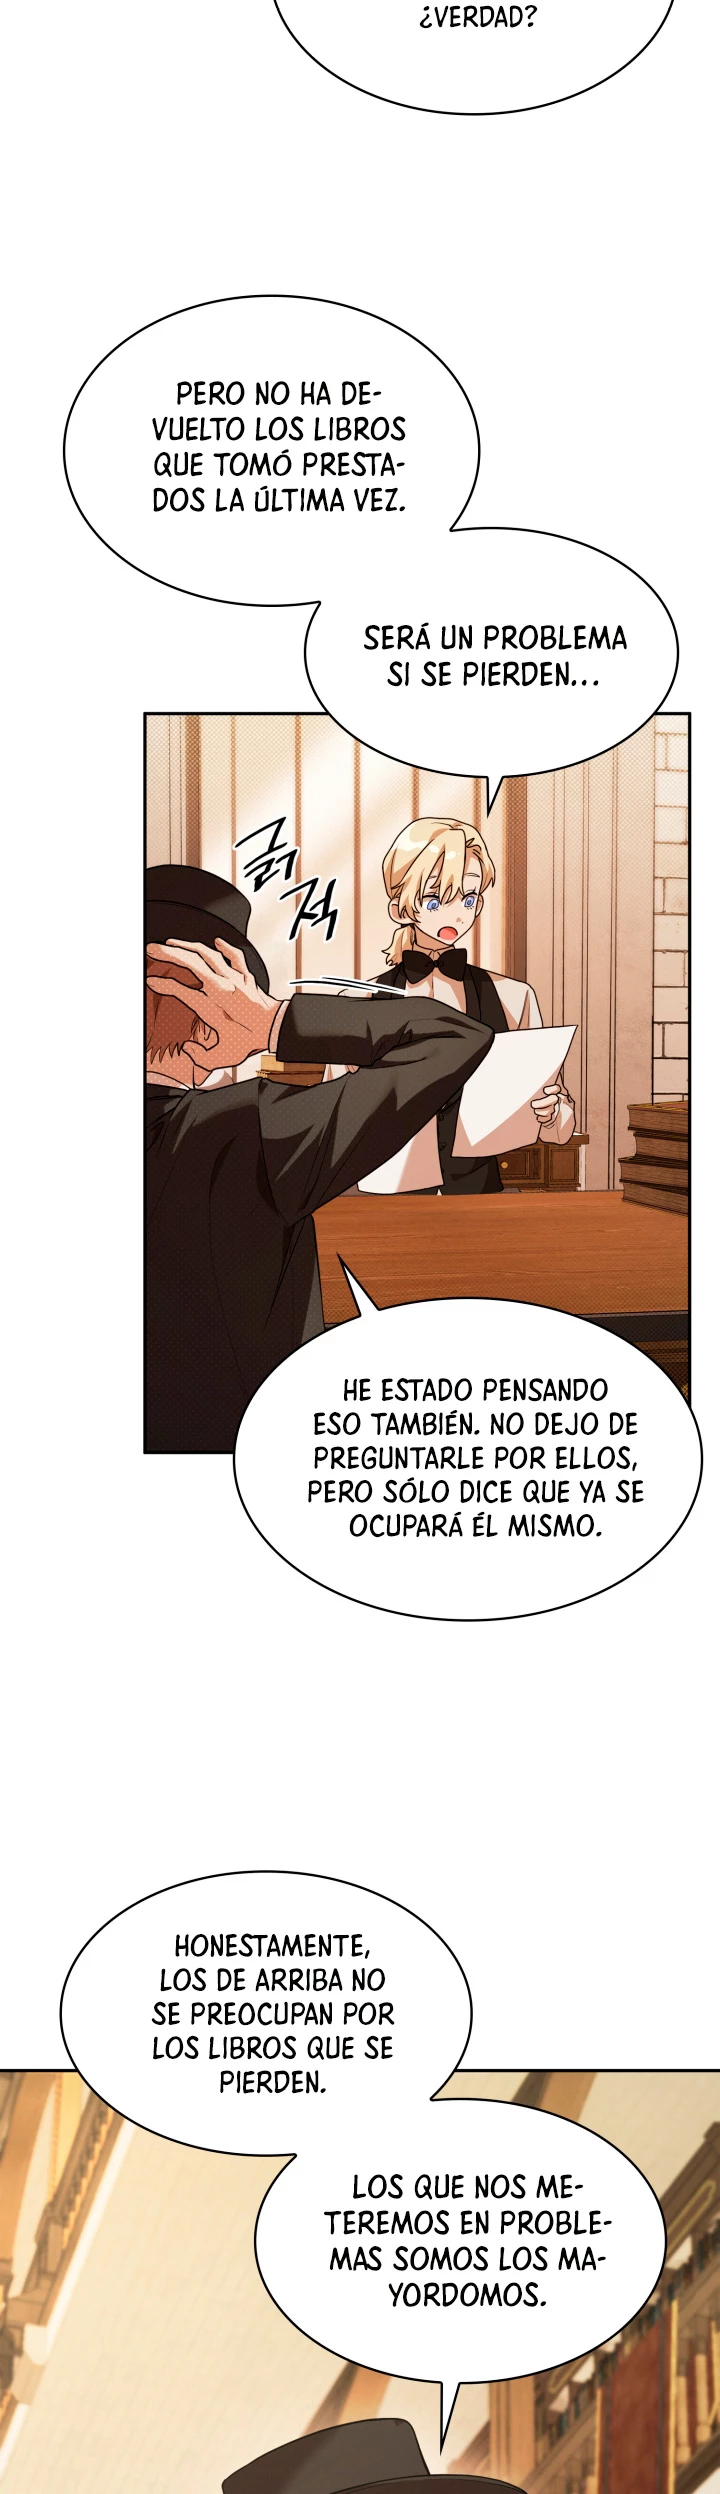 ¿VERDAD?
PERO NO HA DE-
VUELTO LOS LIBROS
QUE TOMÓ PRESTA-
DOS LA ÚLTIMA VEZ.
SERÁ UN PROBLEMA
SI SE PIERDEN...
긁적
HE ESTADO PENSANDO
ESO TAMBIÉN. NO DEJO DE
PREGUNTARLE POR ELLOS,
PERO SÓLO DICE QUE YA SE
OCUPARÁ ÉL MISMO.
HONESTAMENTE,
LOS DE ARRIBA NO
SE PREOCUPAN POR
LOS LIBROS QUE SE
PIERDEN.
LOS QUE NOS ME-
TEREMOS EN PROBLE-
MAS SOMOS LOS MA-
YORDOMOS.